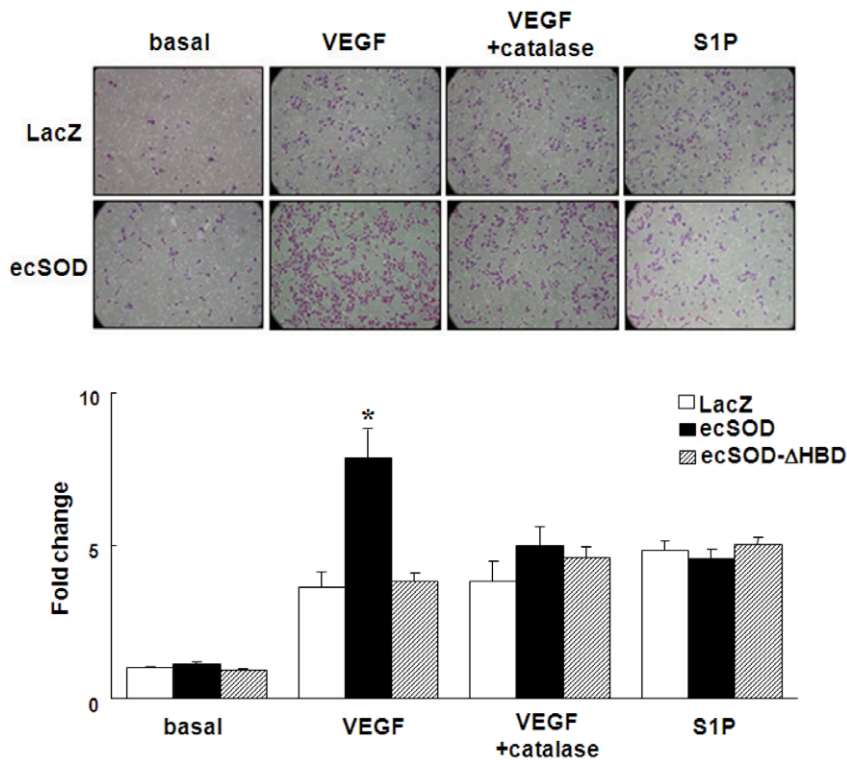 basal
VEGF
VEGF
+catalase
S1P
LacZ
ecSOD
10
5
0
Fold change
*
LacZ
ecSOD
ecSOD-ΔHBD
basal
VEGF
VEGF
+catalase
S1P